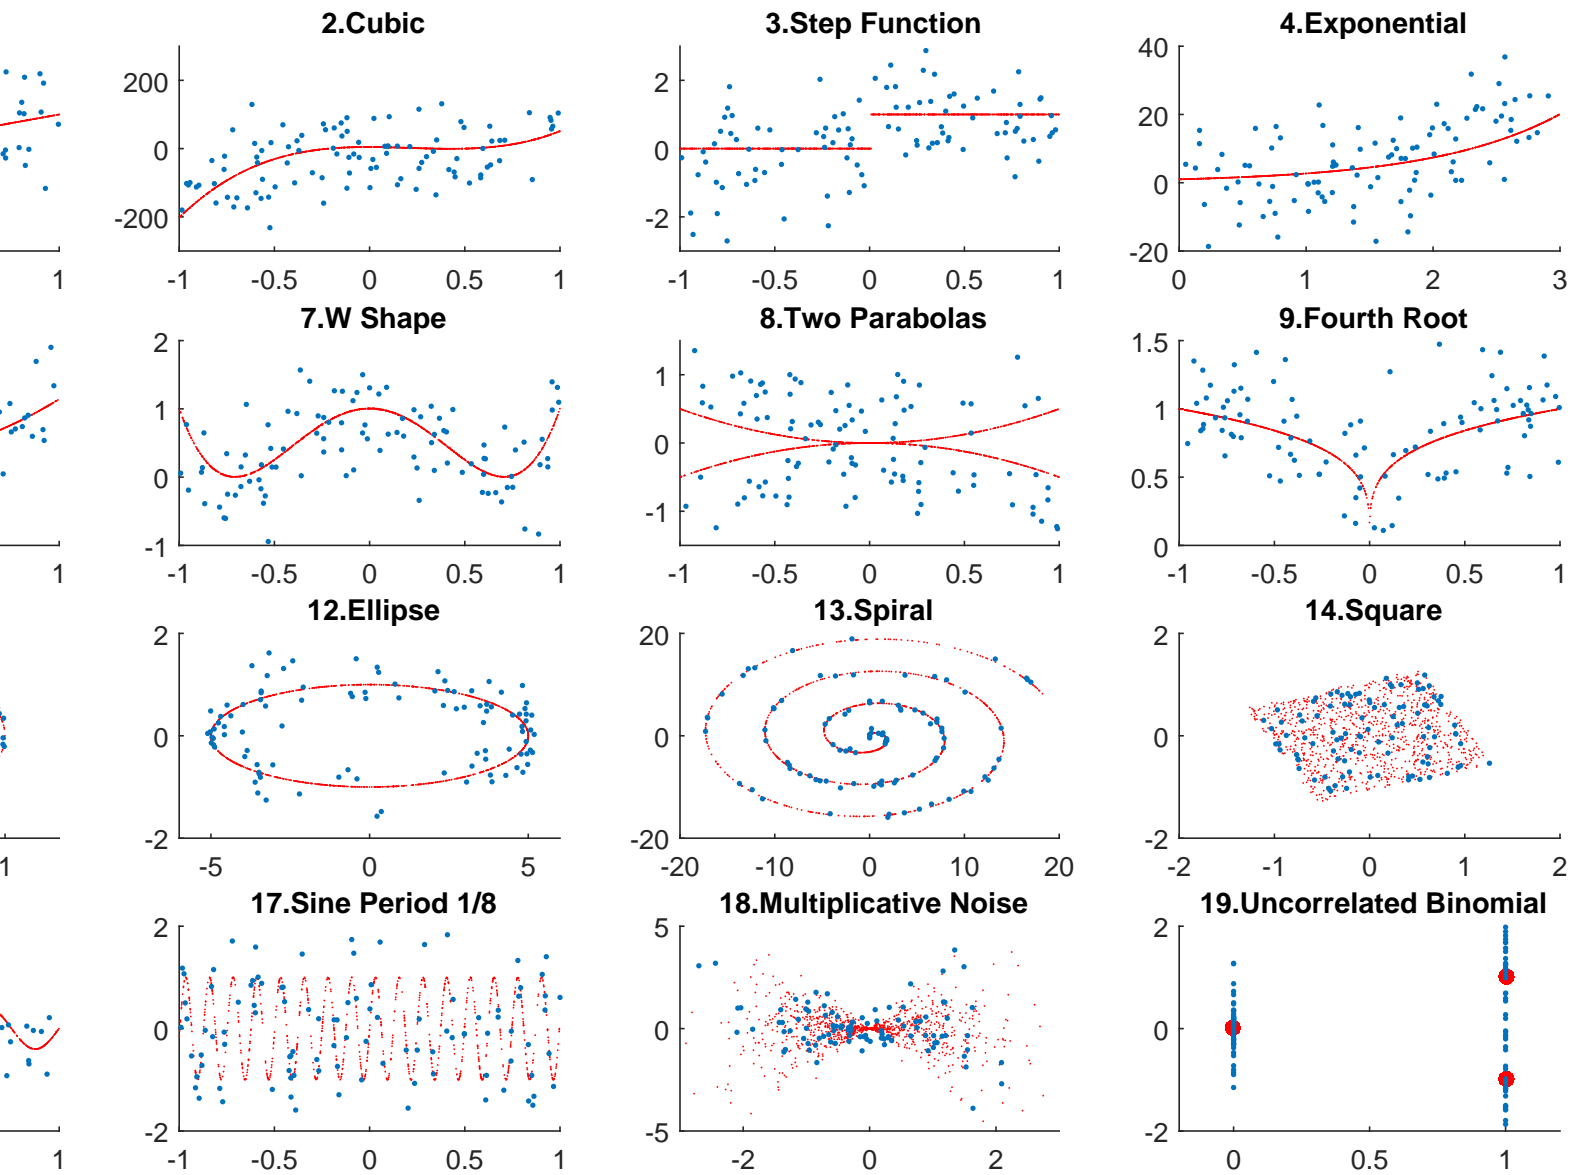 2.Cubic 3.Step Function 4.Exponential
200 2 40
0 0 20
-200 -2 0
-20
1 -1 -0.5 0 0.5 1 -1 -0.5 0 0.5 1 0 1 2 3
7.W Shape 8.Two Parabolas 9.Fourth Root
2 1 1.5
1 0 1
0 -1 0.5
-1 0
1 -1 -0.5 0 0.5 1 -1 -0.5 0 0.5 1 -1 -0.5 0 0.5 1
12.Ellipse 13.Spiral 14.Square
2 20 2
0 0 0
-2 -20 -2
1 -5 0 5 -20 -10 0 10 20 -2 -1 0 1 2
17.Sine Period 1/8 18.Multiplicative Noise 19.Uncorrelated Binomial
2 5 2
0 0 0
-2 -5 -2
1 -1 -0.5 0 0.5 1 -2 0 2 0 0.5 1